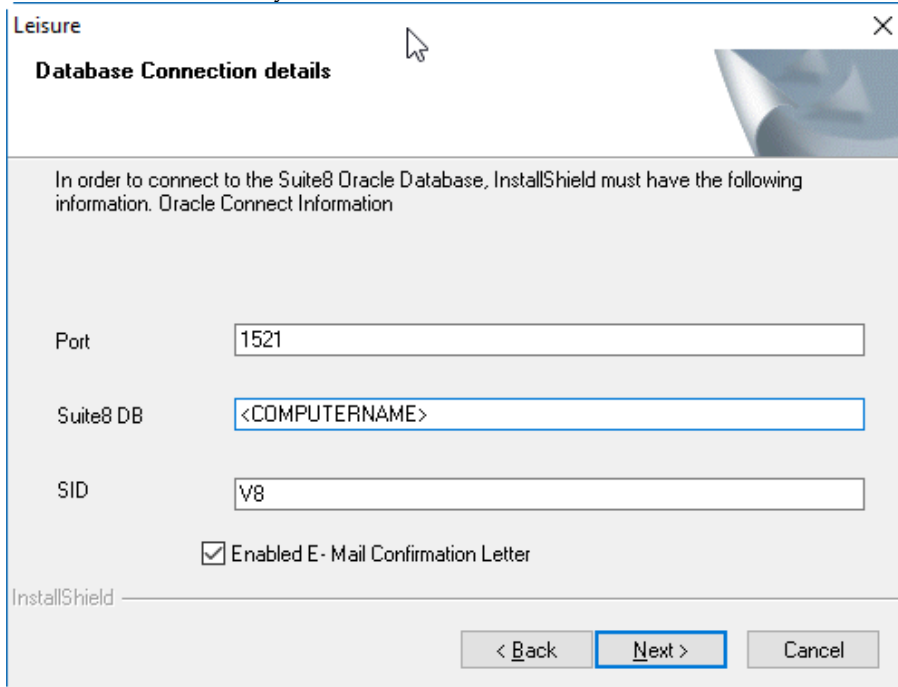 Leisure
Database Connection details
In order to connect to the Suite8 Oracle Database, InstallShield must have the following
information. Oracle Connect Information
Port
1521
Suite8 DB
<COMPUTERNAME>
SID
V8
Enabled E- Mail Confirmation Letter
InstallShield
< Back
Next >
Cancel